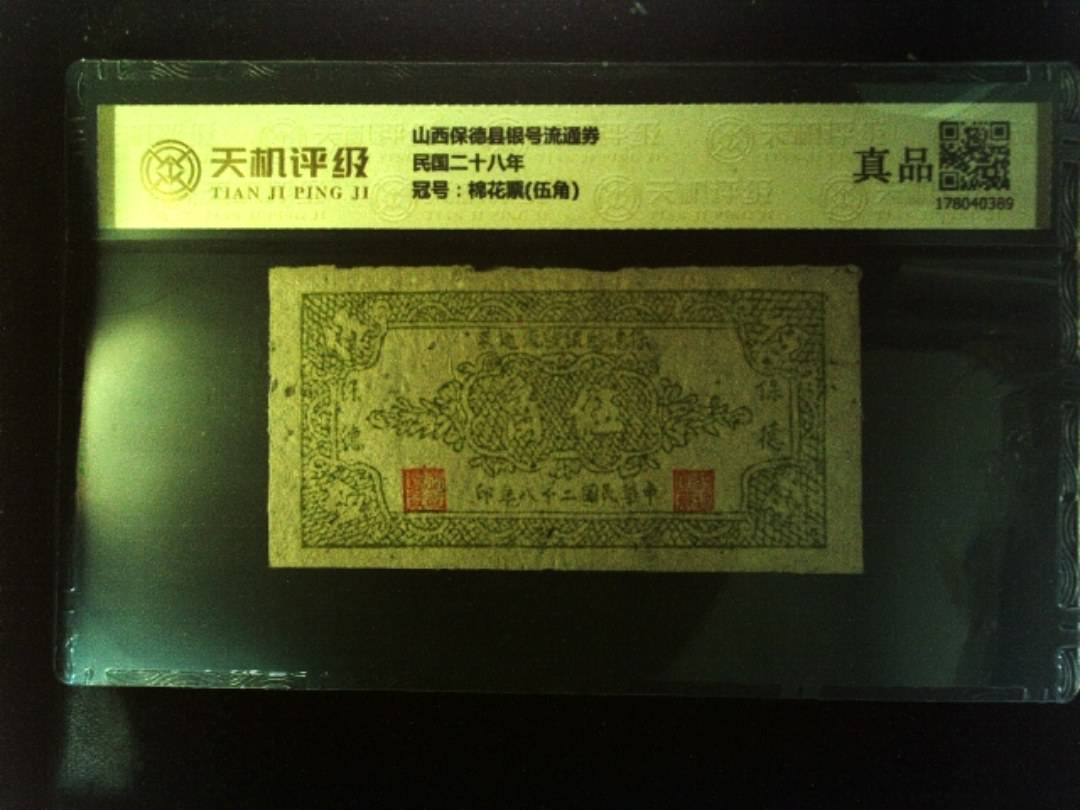 天机评级
TIAN JI PING JI
山西保德县银号流通券
民国二十八年
冠号：棉花票(伍角)
真品
178040389
保德
伍角
中華民國二十八年印